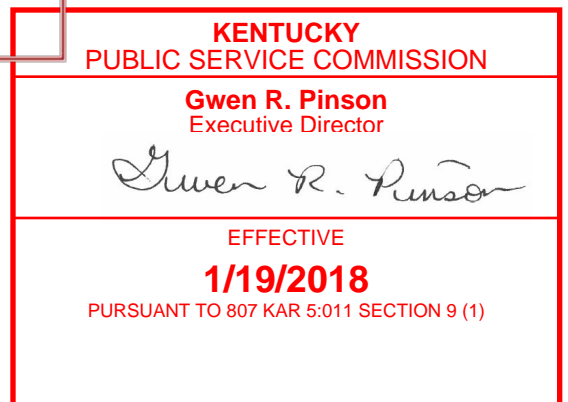 KENTUCKY
PUBLIC SERVICE COMMISSION
Gwen R. Pinson
Executive Director
Gwen R. Punson
EFFECTIVE
1/19/2018
PURSUANT TO 807 KAR 5:011 SECTION 9 (1)